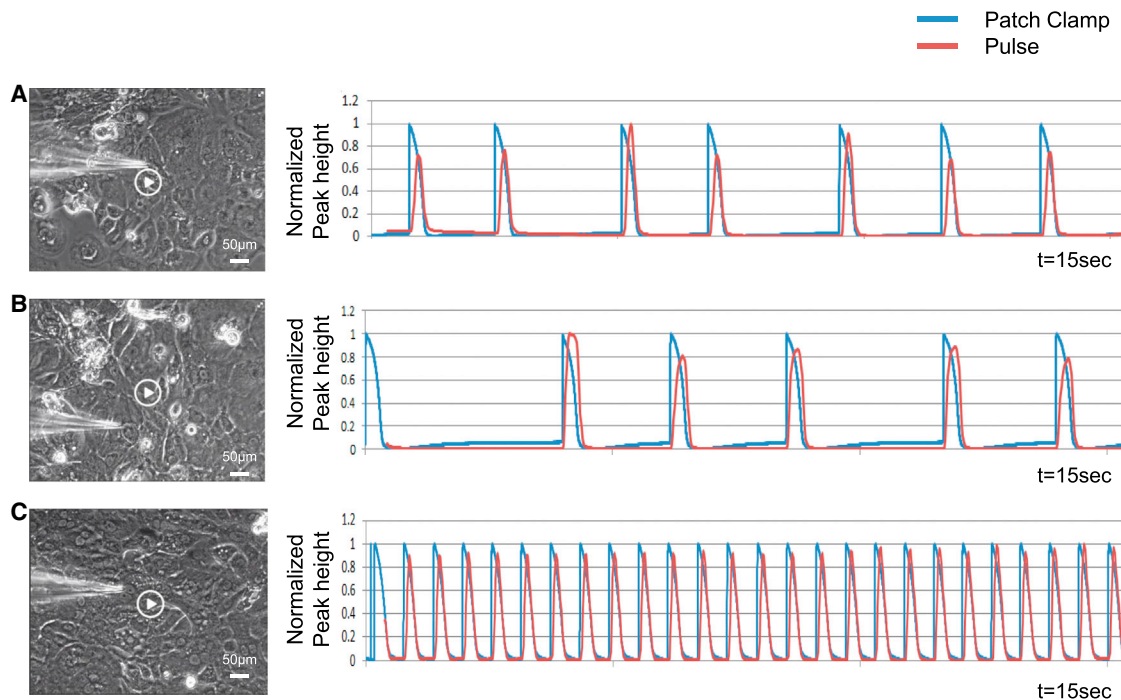 Patch Clamp
Pulse
A
50µm
Normalized
Peak height
1.2
1
0.8
0.6
0.4
0.2
0
t=15sec
B
50µm
Normalized
Peak height
1.2
1
0.8
0.6
0.4
0.2
0
t=15sec
C
50µm
Normalized
Peak height
1.2
1
0.8
0.6
0.4
0.2
0
t=15sec